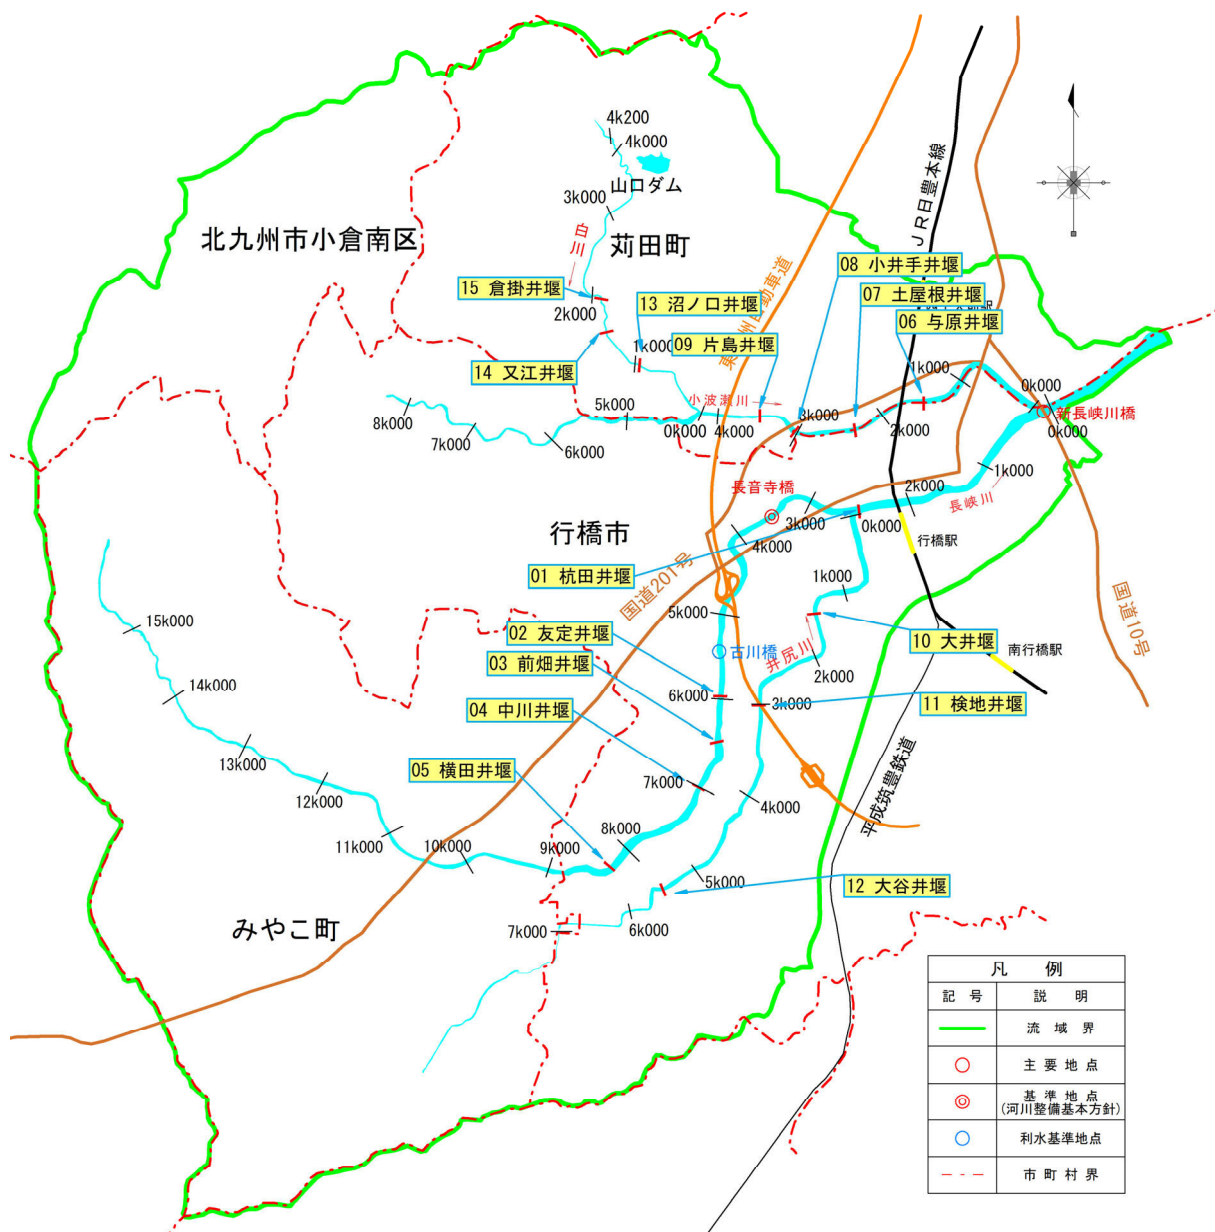 4k200
4k000
山口ダム
3k000
白川
北九州市小倉南区
苅田町
JR日豊本線
08 小井手井堰
15 倉掛井堰
13 沼ノ口井堰
07 土屋根井堰
2k000
09 片島井堰
06 与原井堰
1k000
14 又江井堰
1k000
小波瀬川
0k000
8k000
5k000
0k000
4k000
3k000
2k000
新長峡川橋
0k000
7k000
6k000
1k000
長音寺橋
2k000
長峡川
行橋市
3k000
0k000
4k000
行橋駅
01 杭田井堰
国道201号
1k000
国道10号
5k000
02 友定井堰
10 大井堰
古川橋
井尻川
南行橋駅
03 前畑井堰
2k000
15k000
14k000
6k000
3k000
11 検地井堰
04 中川井堰
13k000
05 横田井堰
7k000
平成筑豊鉄道
12k000
4k000
11k000
10k000
9k000
8k000
5k000
12 大谷井堰
みやこ町
7k000
6k000
凡 例
記 号 説 明
流 域 界
主 要 地 点
基 準 地 点
(河川整備基本方針)
利水基準地点
市 町 村 界